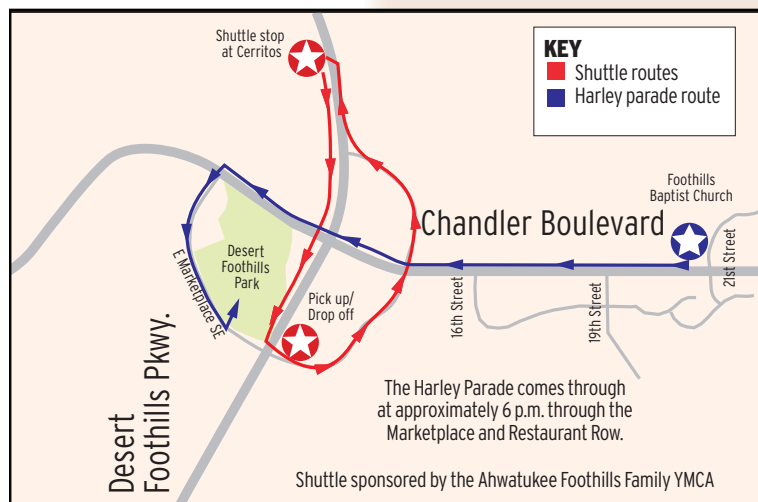 Shuttle stop
at Cerritos
KEY
Shuttle routes
Harley parade route
Foothills
Baptist Church
Chandler Boulevard
21st Street
Desert
Foothills
Park
E Marketplace SE
Pick up/
Drop off
16th Street
19th Street
Desert
Foothills Pkwy.
The Harley Parade comes through
at approximately 6 p.m. through the
Marketplace and Restaurant Row.
Shuttle sponsored by the Ahwatukee Foothills Family YMCA